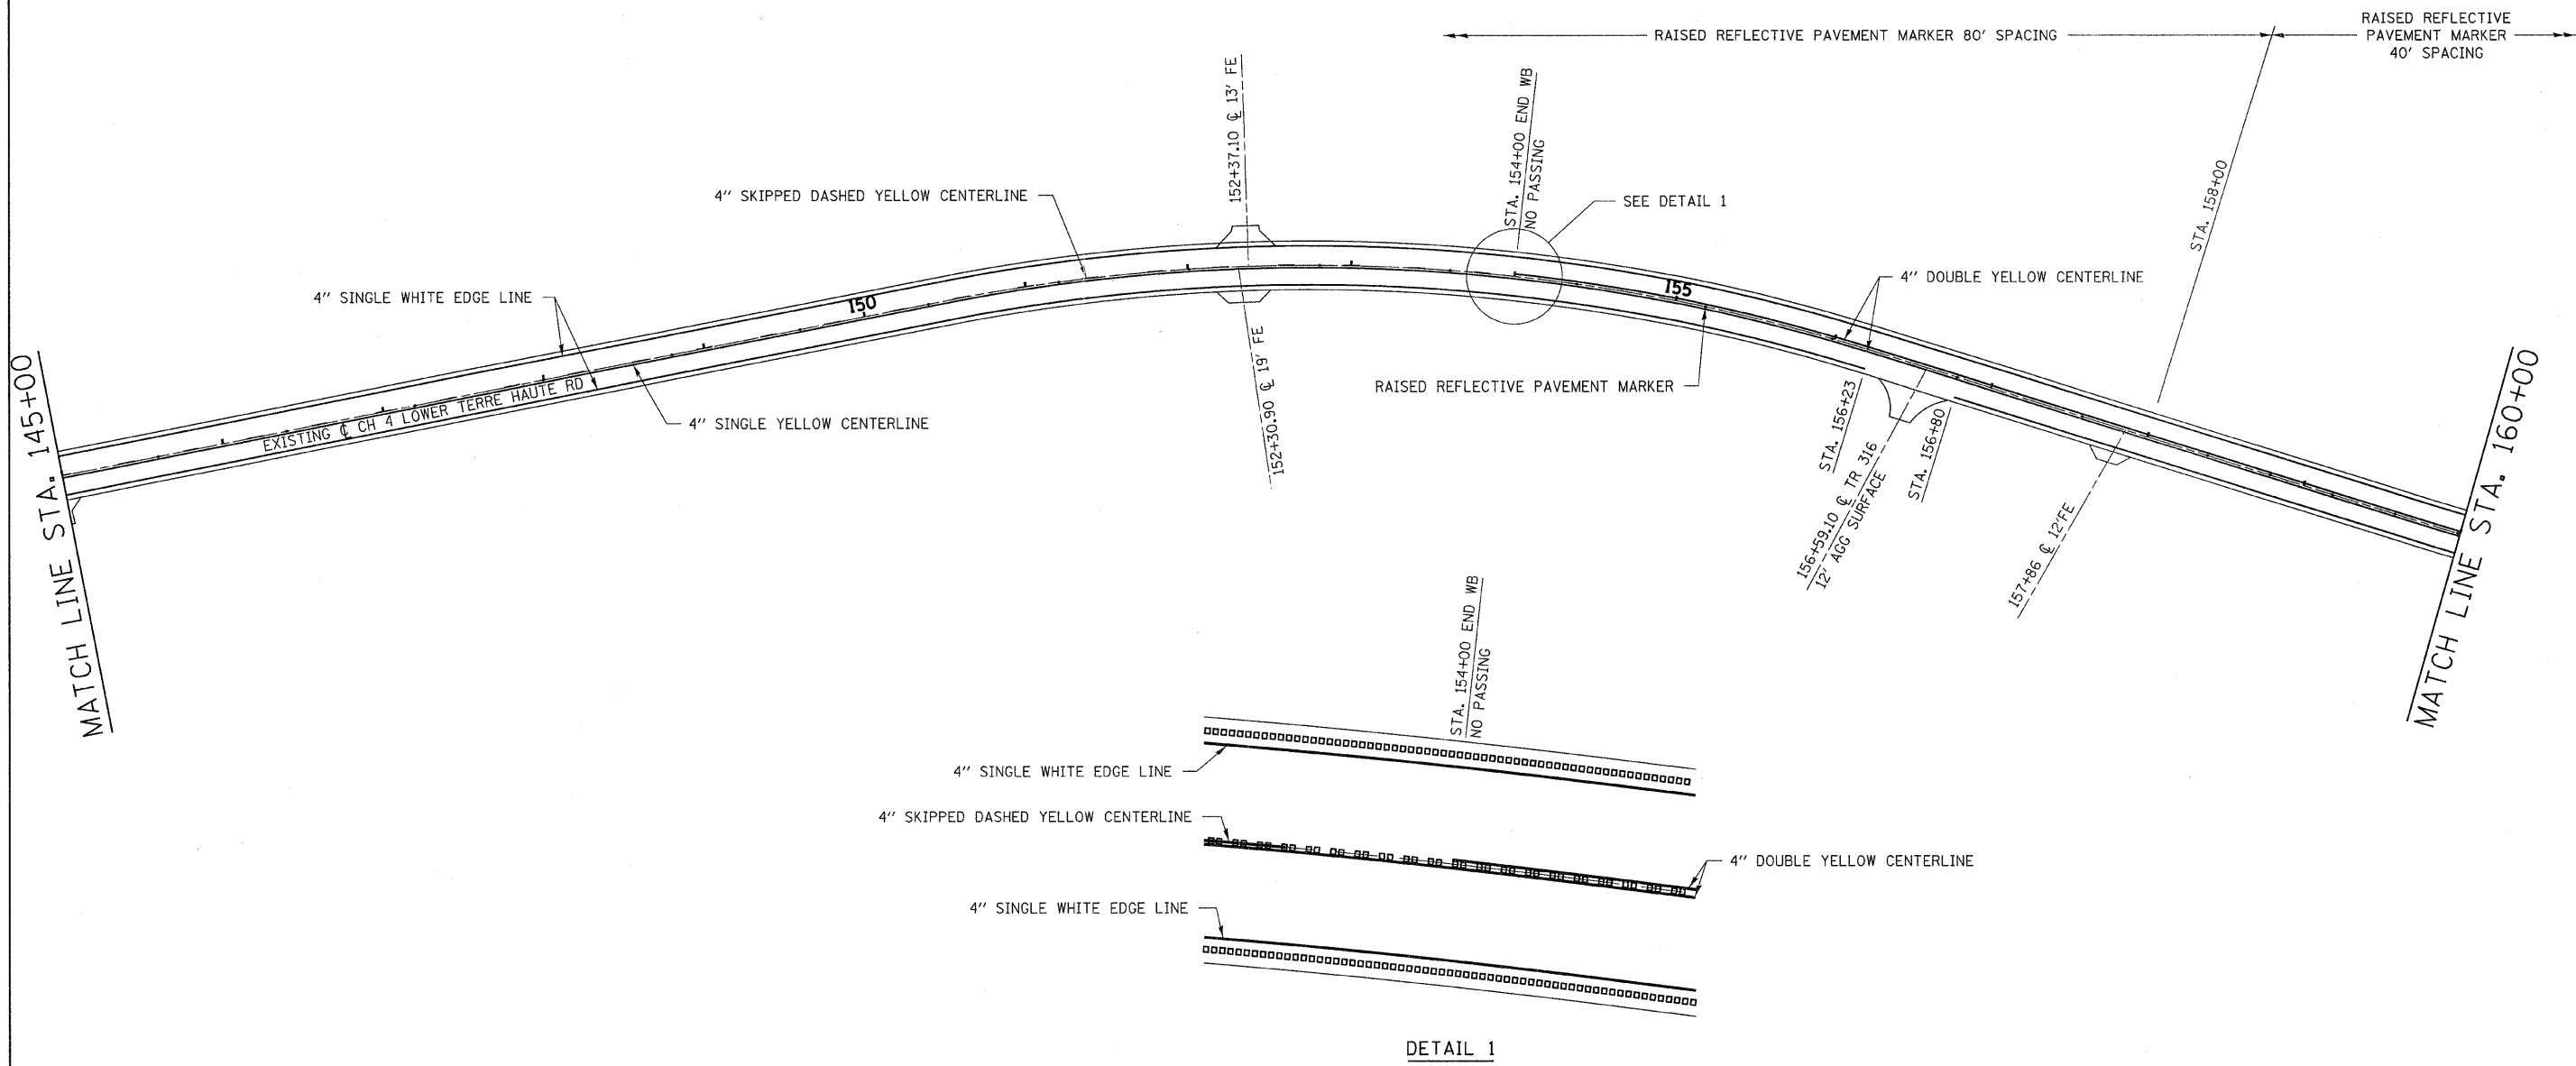 RAISED REFLECTIVE PAVEMENT MARKER 80' SPACING
RAISED REFLECTIVE
PAVEMENT MARKER
40' SPACING
152+37.10 ℄ 13' FE
STA. 154+00 END WB
NO PASSING
STA. 158+00
4" SKIPPED DASHED YELLOW CENTERLINE
SEE DETAIL 1
4" SINGLE WHITE EDGE LINE
150
155
4" DOUBLE YELLOW CENTERLINE
MATCH LINE STA. 145+00
EXISTING ℄ CH 4 LOWER TERRE HAUTE RD
4" SINGLE YELLOW CENTERLINE
152+30.90 ℄ 19' FE
RAISED REFLECTIVE PAVEMENT MARKER
STA. 156+23
156+59.10 ℄ TR 316
12' AGG SURFACE
STA. 156+80
157+86 ℄ 12'FE
MATCH LINE STA. 160+00
STA. 154+00 END WB
NO PASSING
4" SINGLE WHITE EDGE LINE
4" SKIPPED DASHED YELLOW CENTERLINE
4" DOUBLE YELLOW CENTERLINE
4" SINGLE WHITE EDGE LINE
DETAIL 1